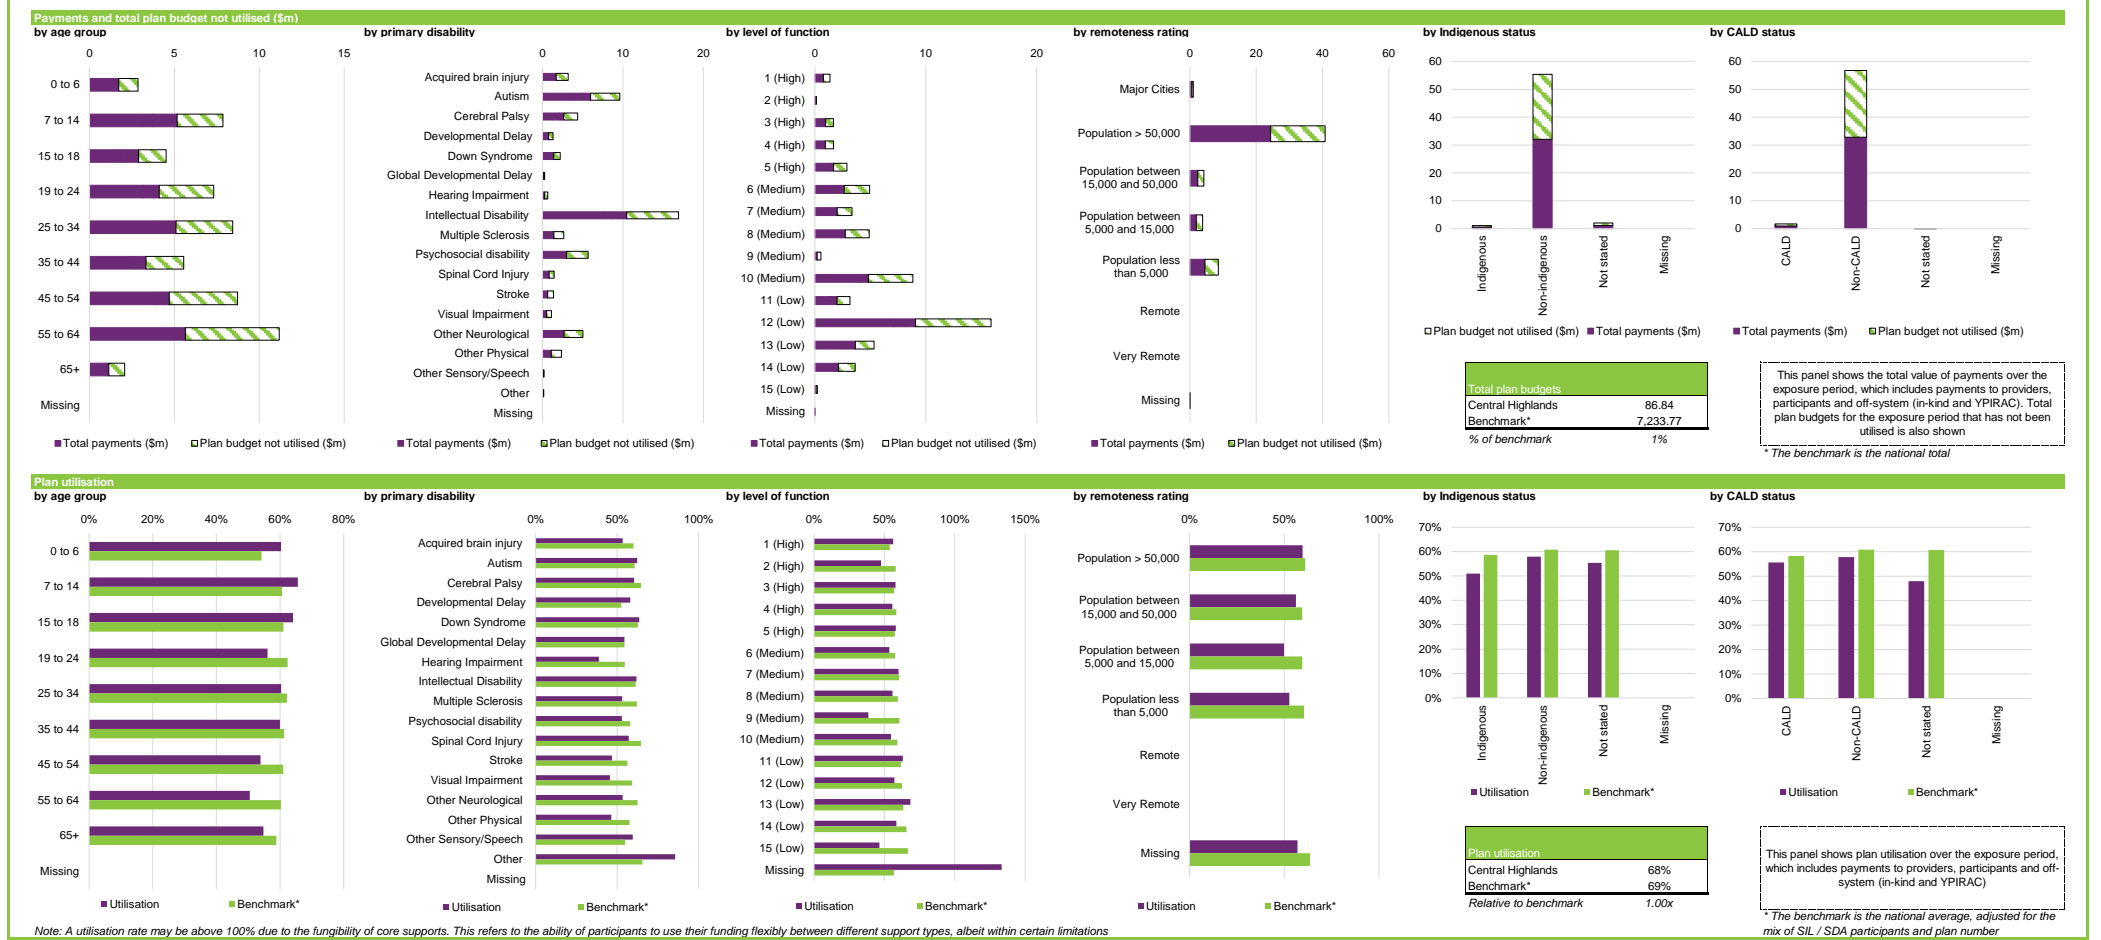 Payments and total plan budget not utilised ($m)
by age group
0 5 10 15
0 to 6
7 to 14
15 to 18
19 to 24
25 to 34
35 to 44
45 to 54
55 to 64
65+
Missing
Total payments ($m) Plan budget not utilised ($m)
by primary disability
0 10 20
Acquired brain injury
Autism
Cerebral Palsy
Developmental Delay
Down Syndrome
Global Developmental Delay
Hearing Impairment
Intellectual Disability
Multiple Sclerosis
Psychosocial disability
Spinal Cord Injury
Stroke
Visual Impairment
Other Neurological
Other Physical
Other Sensory/Speech
Other
Missing
Total payments ($m) Plan budget not utilised ($m)
by level of function
0 10 20
1 (High)
2 (High)
3 (High)
4 (High)
5 (High)
6 (Medium)
7 (Medium)
8 (Medium)
9 (Medium)
10 (Medium)
11 (Low)
12 (Low)
13 (Low)
14 (Low)
15 (Low)
Missing
Total payments ($m) Plan budget not utilised ($m)
by remoteness rating
0 20 40 60
Major Cities
Population > 50,000
Population between
15,000 and 50,000
Population between
5,000 and 15,000
Population less
than 5,000
Remote
Very Remote
Missing
Total payments ($m) Plan budget not utilised ($m)
by Indigenous status
60
50
40
30
20
10
0
Indigenous
Non-indigenous
Not stated
Missing
Plan budget not utilised ($m) Total payments ($m)
by CALD status
60
50
40
30
20
10
0
CALD
Non-CALD
Not stated
Missing
Total payments ($m) Plan budget not utilised ($m)
Total plan budgets
Central Highlands 86.84
Benchmark* 7,233.77
% of benchmark 1%
This panel shows the total value of payments over the
exposure period, which includes payments to providers,
participants and off-system (in-kind and YPIRAC). Total
plan budgets for the exposure period that has not been
utilised is also shown
* The benchmark is the national total
Plan utilisation
by age group
0% 20% 40% 60% 80%
0 to 6
7 to 14
15 to 18
19 to 24
25 to 34
35 to 44
45 to 54
55 to 64
65+
Missing
Utilisation Benchmark*
by primary disability
0% 50% 100%
Acquired brain injury
Autism
Cerebral Palsy
Developmental Delay
Down Syndrome
Global Developmental Delay
Hearing Impairment
Intellectual Disability
Multiple Sclerosis
Psychosocial disability
Spinal Cord Injury
Stroke
Visual Impairment
Other Neurological
Other Physical
Other Sensory/Speech
Other
Missing
Utilisation Benchmark*
by level of function
0% 50% 100% 150%
1 (High)
2 (High)
3 (High)
4 (High)
5 (High)
6 (Medium)
7 (Medium)
8 (Medium)
9 (Medium)
10 (Medium)
11 (Low)
12 (Low)
13 (Low)
14 (Low)
15 (Low)
Missing
Utilisation Benchmark*
by remoteness rating
0% 50% 100%
Population > 50,000
Population between
15,000 and 50,000
Population between
5,000 and 15,000
Population less
than 5,000
Remote
Very Remote
Missing
Utilisation Benchmark*
by Indigenous status
70%
60%
50%
40%
30%
20%
10%
0%
Indigenous
Non-indigenous
Not stated
Missing
Utilisation Benchmark*
by CALD status
70%
60%
50%
40%
30%
20%
10%
0%
CALD
Non-CALD
Not stated
Missing
Utilisation Benchmark*
Plan utilisation
Central Highlands 68%
Benchmark* 69%
Relative to benchmark 1.00x
This panel shows plan utilisation over the exposure period,
which includes payments to providers, participants and off-
system (in-kind and YPIRAC)
* The benchmark is the national average, adjusted for the
mix of SIL / SDA participants and plan number
Note: A utilisation rate may be above 100% due to the fungibility of core supports. This refers to the ability of participants to use their funding flexibly between different support types, albeit within certain limitations